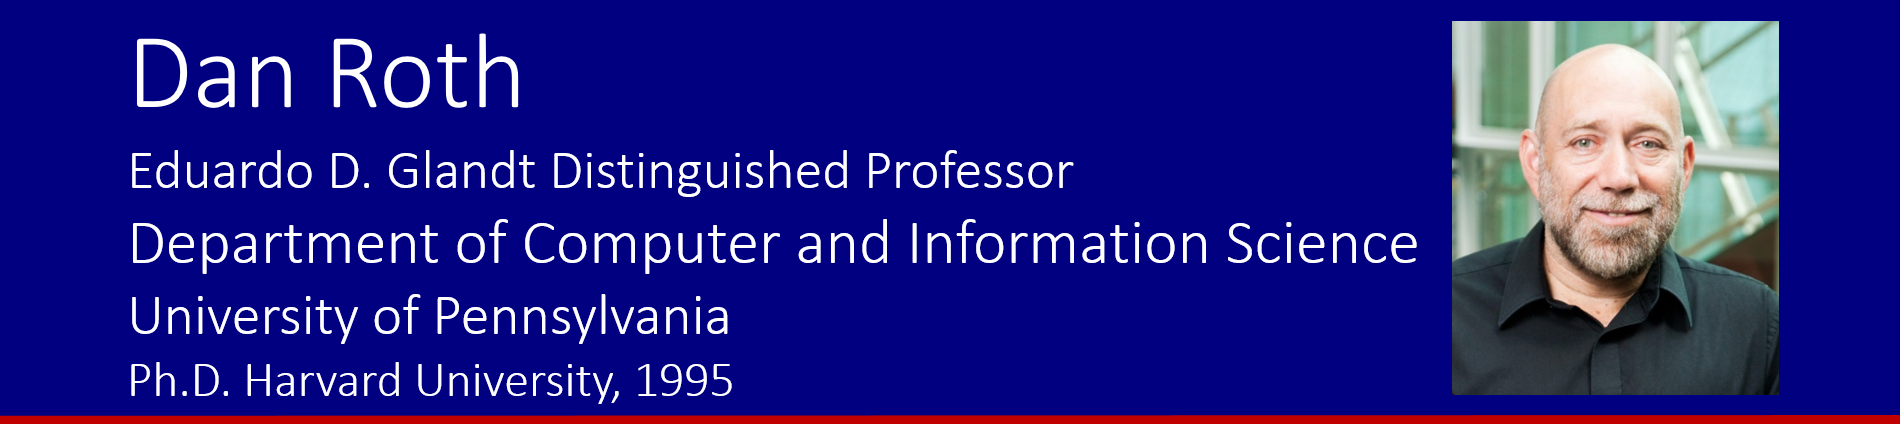 Dan Roth
Eduardo D. Glandt Distinguished Professor
Department of Computer and Information Science
University of Pennsylvania
Ph.D. Harvard University, 1995